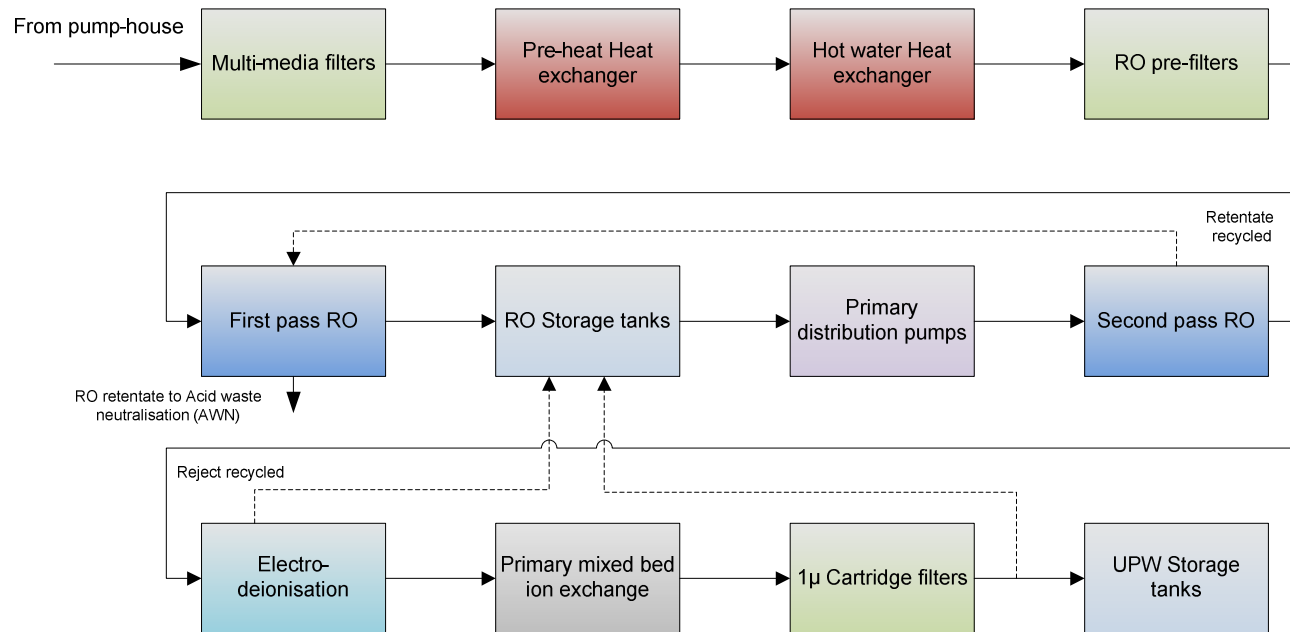 From pump-house
Multi-media filters
Pre-heat Heat
exchanger
Hot water Heat
exchanger
RO pre-filters
Retentate
recycled
First pass RO
RO Storage tanks
Primary
distribution pumps
Second pass RO
RO retentate to Acid waste
neutralisation (AWN)
Reject recycled
Electro-
deionisation
Primary mixed bed
ion exchange
1µ Cartridge filters
UPW Storage
tanks